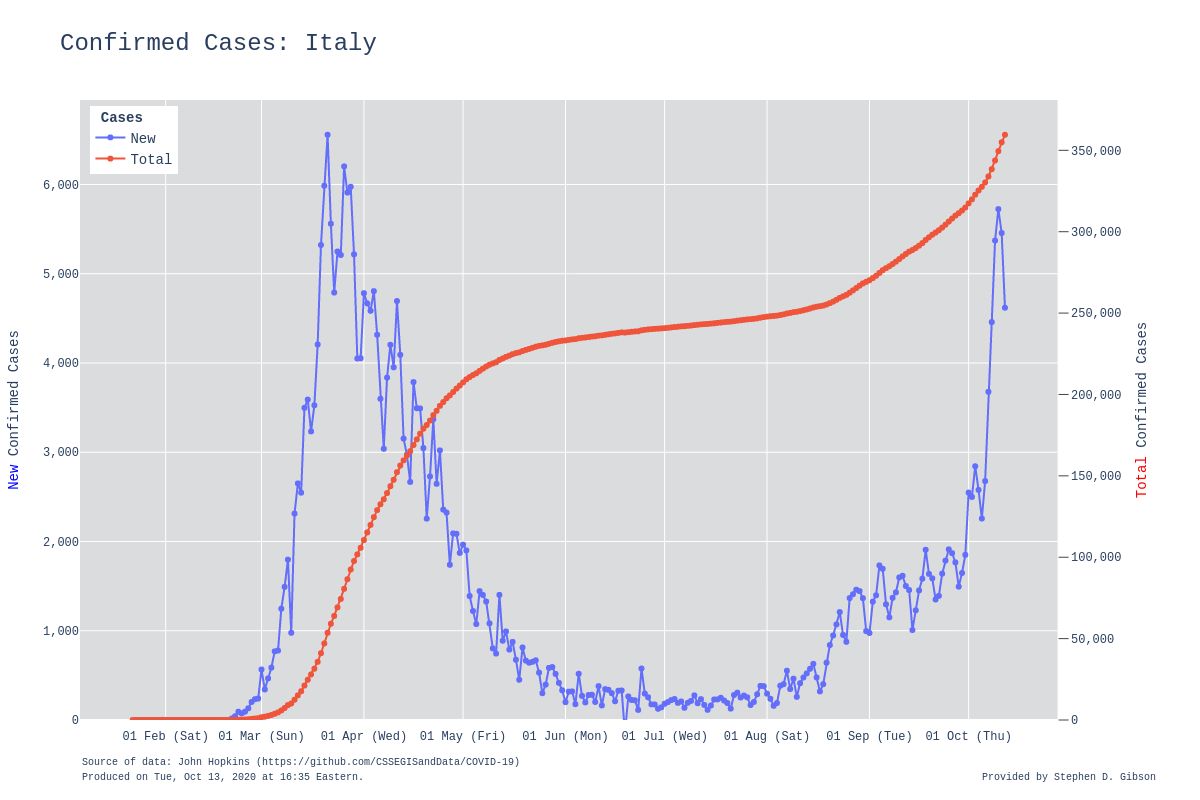 Confirmed Cases: Italy
Cases
New
Total
6,000
5,000
4,000
3,000
2,000
1,000
0
New Confirmed Cases
350,000
300,000
250,000
200,000
150,000
100,000
50,000
0
Total Confirmed Cases
01 Feb (Sat) 01 Mar (Sun) 01 Apr (Wed) 01 May (Fri) 01 Jun (Mon) 01 Jul (Wed) 01 Aug (Sat) 01 Sep (Tue) 01 Oct (Thu)
Source of data: John Hopkins (https://github.com/CSSEGISandData/COVID-19)
Produced on Tue, Oct 13, 2020 at 16:35 Eastern.
Provided by Stephen D. Gibson